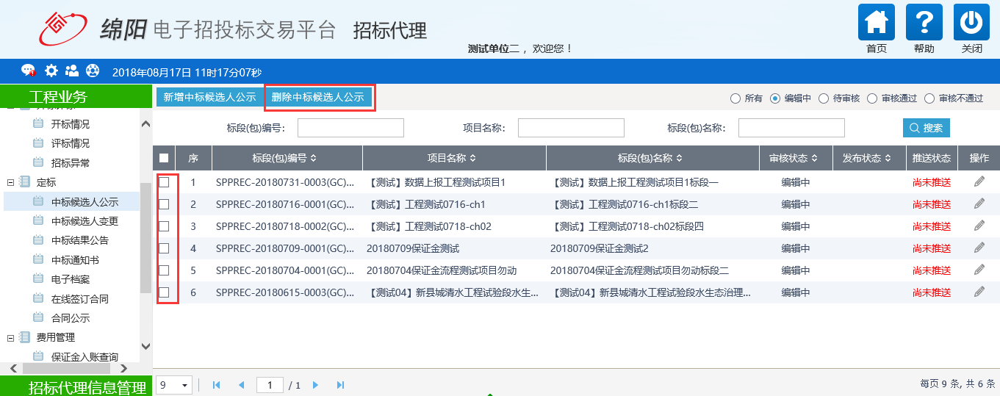 绵阳 电子招投标交易平台 招标代理
测试单位二 ，欢迎您！
首页 帮助 关闭
2018年08月17日 11时17分07秒
工程业务
开标情况
评标情况
招标异常
定标
中标候选人公示
中标候选人变更
中标结果公告
中标通知书
电子档案
在线签订合同
合同公示
费用管理
保证金入账查询
招标代理信息管理
新增中标候选人公示 删除中标候选人公示
所有 编辑中 待审核 审核通过 审核不通过
标段(包)编号： 项目名称： 标段(包)名称： 搜索
序 标段(包)编号 项目名称 标段(包)名称 审核状态 发布状态 推送状态 操作
1 SPPREC-20180731-0003(GC)... 【测试】数据上报工程测试项目1 【测试】数据上报工程测试项目1标段一 编辑中 尚未推送
2 SPPREC-20180716-0001(GC)... 【测试】工程测试0716-ch1 【测试】工程测试0716-ch1标段二 编辑中 尚未推送
3 SPPREC-20180718-0002(GC)... 【测试】工程测试0718-ch02 【测试】工程测试0718-ch02标段四 编辑中 尚未推送
4 SPPREC-20180709-0001(GC)... 20180709保证金测试 20180709保证金测试2 编辑中 尚未推送
5 SPPREC-20180704-0001(GC)... 20180704保证金流程测试项目勿动 20180704保证金流程测试项目勿动标段二 编辑中 尚未推送
6 SPPREC-20180615-0003(GC)... 【测试04】新县城清水工程试验段水生... 【测试04】新县城清水工程试验段水生态治理... 编辑中 尚未推送
9 1 / 1 每页 9 条, 共 6 条